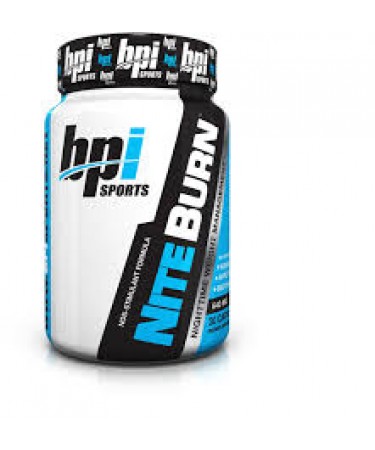 bpi
SPORTS
bpi
SPORTS
bpi
SPORTS
NON-STIMULANT FORMULA
NITE BURN
NIGHTTIME WEIGHT MANAGEMENT